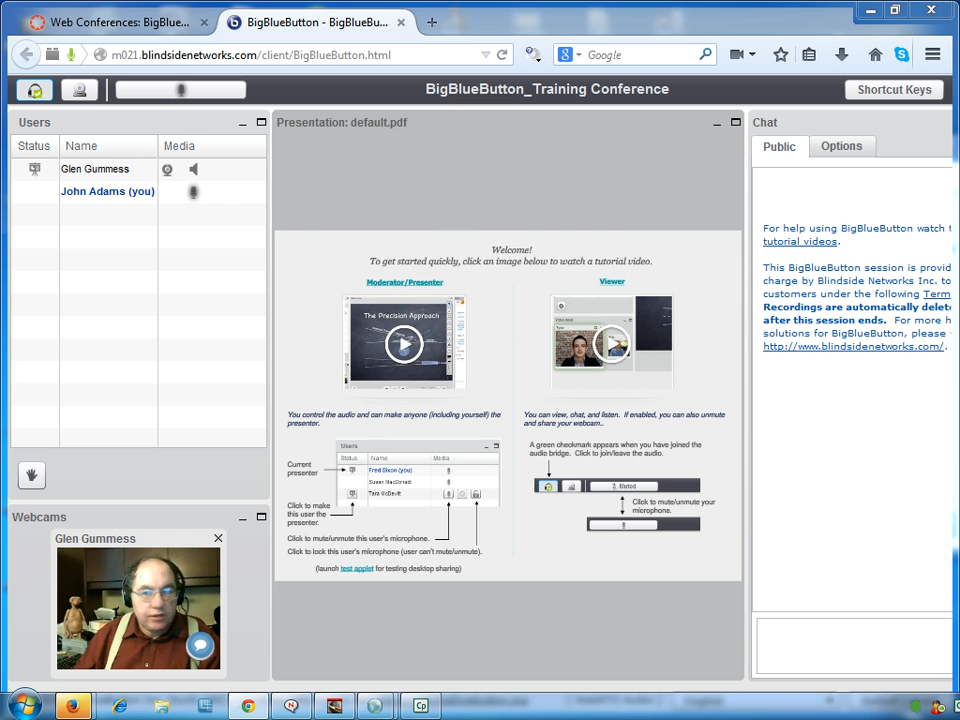 Web Conferences: BigBlue...
BigBlueButton - BigBlueBu...
m021.blindsidenetworks.com/client/BigBlueButton.html
Google
BigBlueButton_Training Conference
Shortcut Keys
Users
Status Name Media
Glen Gummess
John Adams (you)
Webcams
Glen Gummess
Presentation: default.pdf
Welcome!
To get started quickly, click an image below to watch a tutorial video.
Moderator/Presenter
Viewer
The Precision Approach
You control the audio and can make anyone (including yourself) the
presenter.
You can view, chat, and listen. If enabled, you can also unmute
and share your webcam..
Users
Status Name Media
Fred Dixon (you)
Susan MacDonald
Tara McDevitt
Current
presenter
Click to make
this user the
presenter.
Click to mute/unmute this user's microphone.
Click to lock this user's microphone (user can't mute/unmute).
(launch test applet for testing desktop sharing)
A green checkmark appears when you have joined the
audio bridge. Click to join/leave the audio.
Muted
Click to mute/unmute your
microphone.
Chat
Public Options
For help using BigBlueButton watch t
tutorial videos.
This BigBlueButton session is provid
charge by Blindside Networks Inc. to
customers under the following Term
Recordings are automatically delete
after this session ends. For more h
solutions for BigBlueButton, please
http://www.blindsidenetworks.com/.
Cp